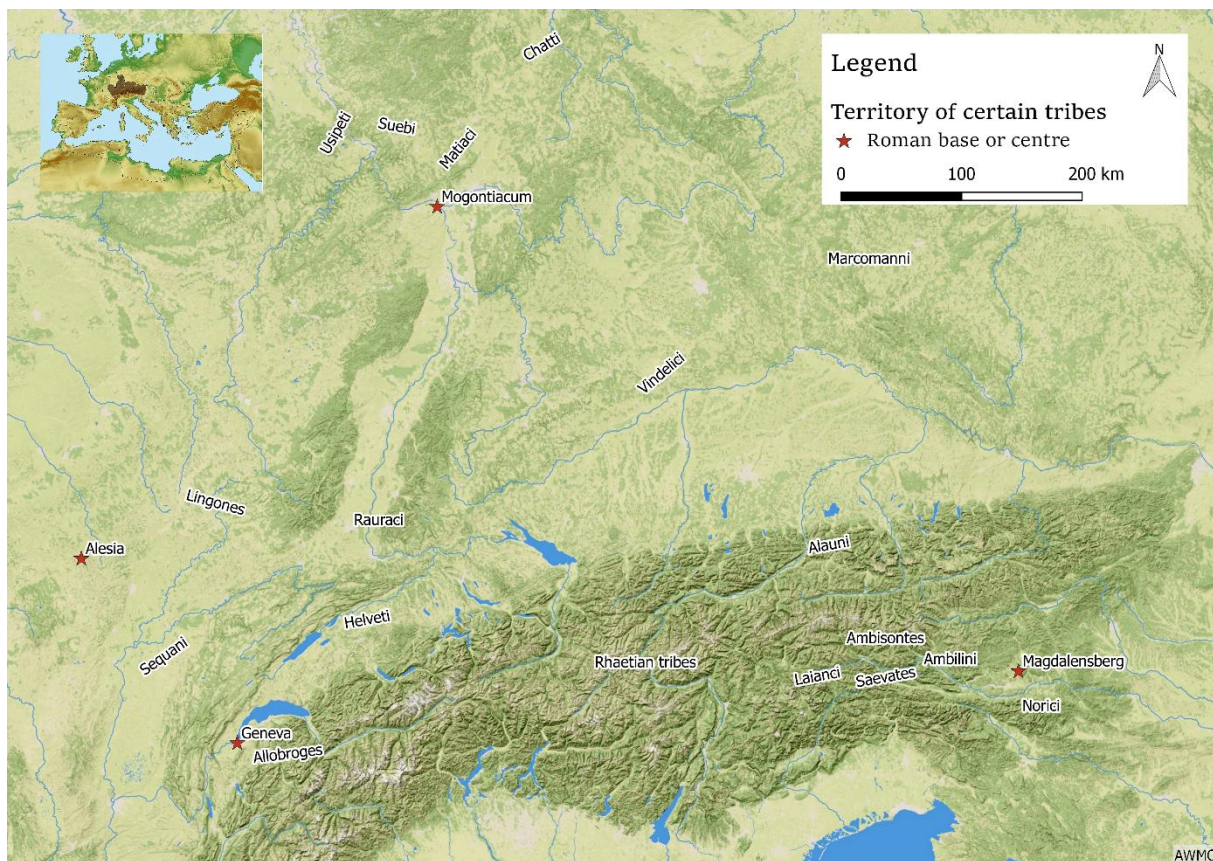 Chatti
Legend
N
Territory of certain tribes
Roman base or centre
0 100 200 km
Usipeti
Suebi
Matiaci
Mogontiacum
Marcomanni
Vindelici
Lingones
Rauraci
Alesia
Alauni
Helveti
Sequani
Ambisontes
Rhaetian tribes
Ambilini
Magdalensberg
Laianci
Saevates
Norici
Geneva
Allobroges
AWMC